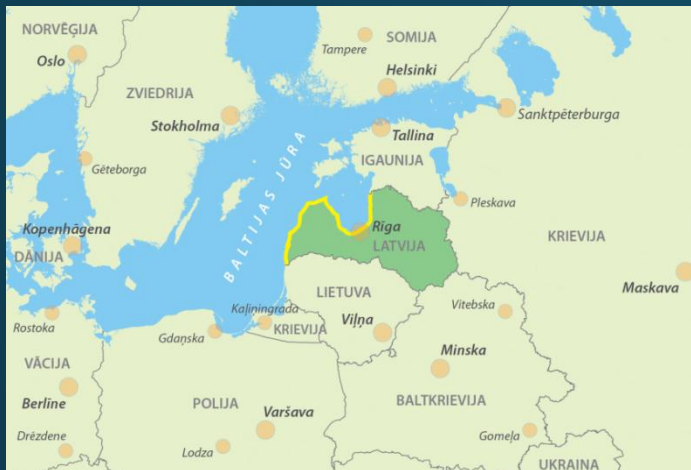 NORVĒĢIJA
Oslo
SOMIJA
Tampere
Helsinki
ZVIEDRIJA
Stokholma
Sanktpēterburga
Tallina
IGAUNIJA
Gēteborga
Pleskava
BALTIJAS JŪRA
Kopenhāgena
DĀNIJA
Rīga
LATVIJA
KRIEVIJA
Maskava
LIETUVA
Vitebska
Kaļiņingrada
Rostoka
Gdaņska
KRIEVIJA
Viļņa
VĀCIJA
Minska
Berlīne
POLIJA
Varšava
BALTKRIEVIJA
Drēzdene
Lodza
Gomeļa
UKRAINA